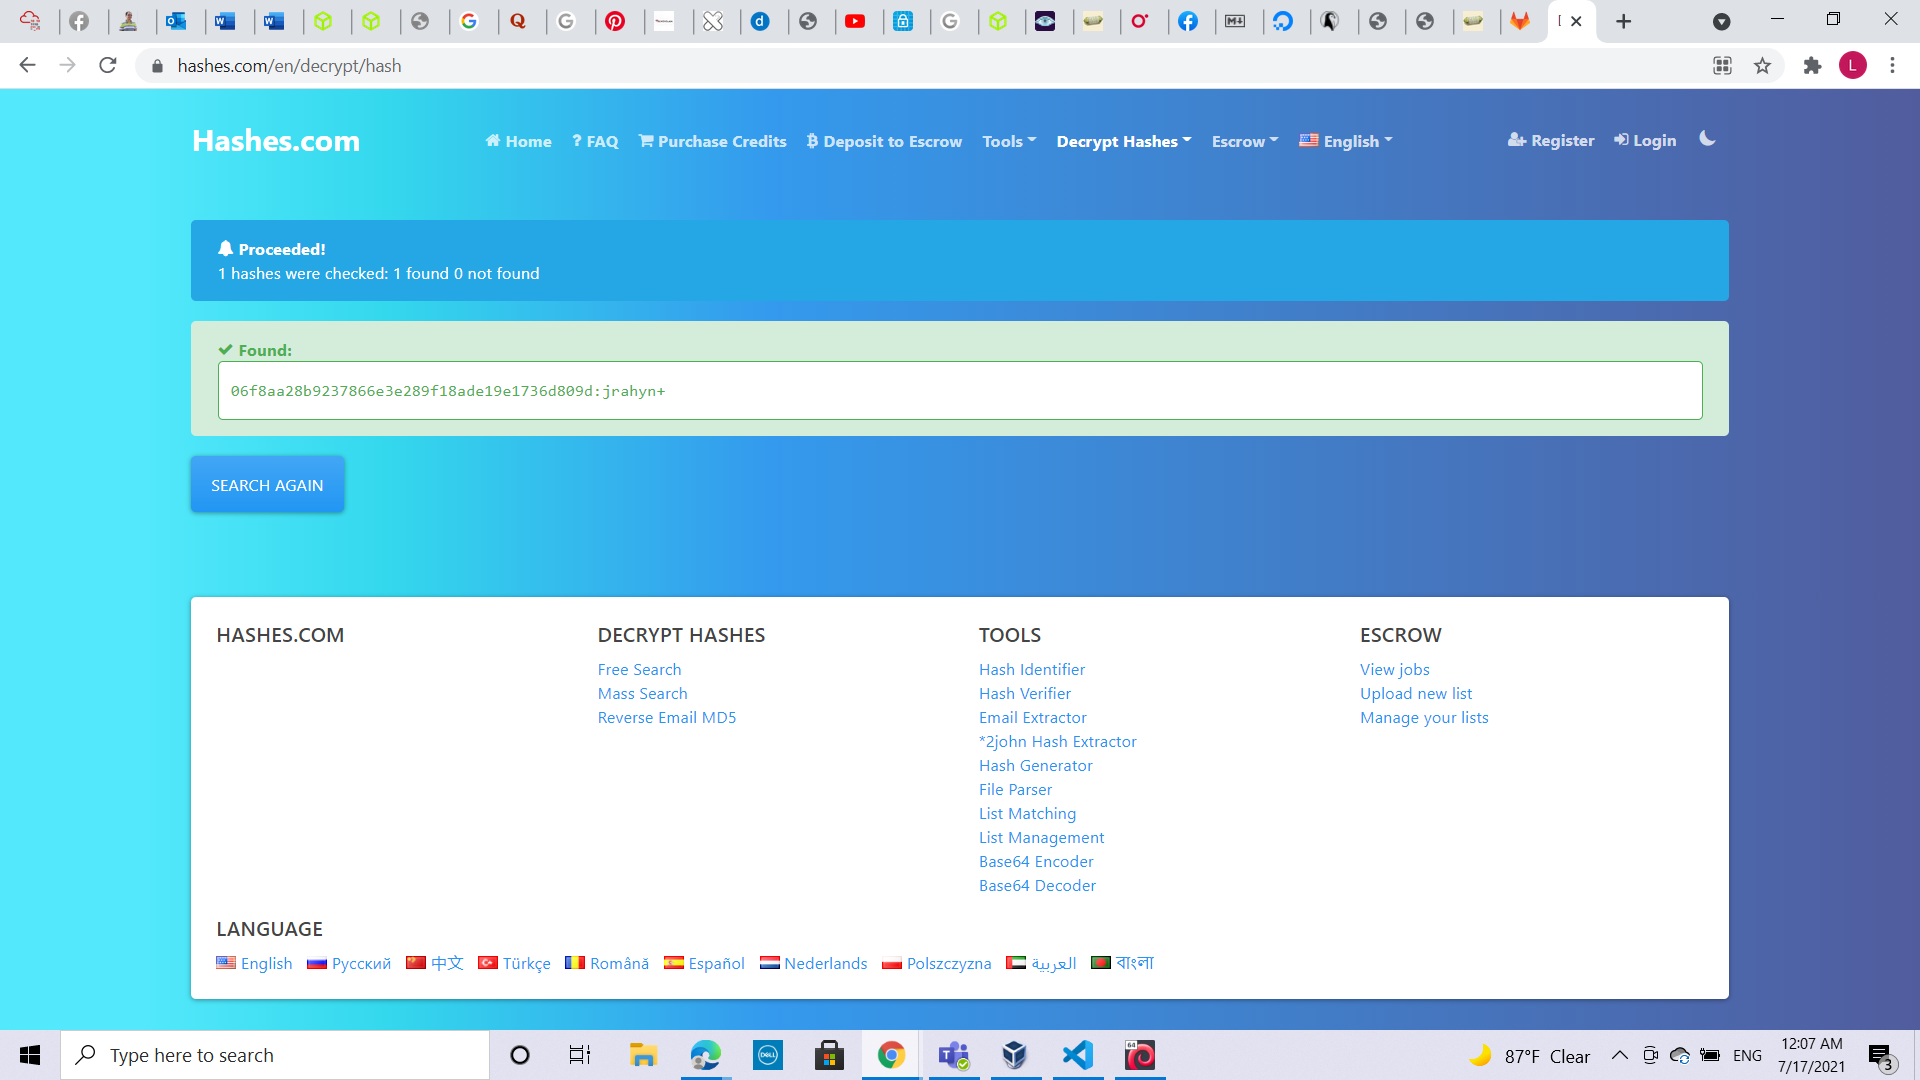 hashes.com/en/decrypt/hash
L
Hashes.com
Home
? FAQ
Purchase Credits
Deposit to Escrow
Tools
Decrypt Hashes
Escrow
English
Register
Login
Proceeded!
1 hashes were checked: 1 found 0 not found
Found:
06f8aa28b9237866e3e289f18ade19e1736d809d:jrahyn+
SEARCH AGAIN
HASHES.COM
DECRYPT HASHES
Free Search
Mass Search
Reverse Email MD5
TOOLS
Hash Identifier
Hash Verifier
Email Extractor
*2john Hash Extractor
Hash Generator
File Parser
List Matching
List Management
Base64 Encoder
Base64 Decoder
ESCROW
View jobs
Upload new list
Manage your lists
LANGUAGE
English Русский 中文 Türkçe Română Español Nederlands Polszczyzna العربية বাংলা
Type here to search
DELL
64
87°F Clear
ENG
12:07 AM
7/17/2021
3